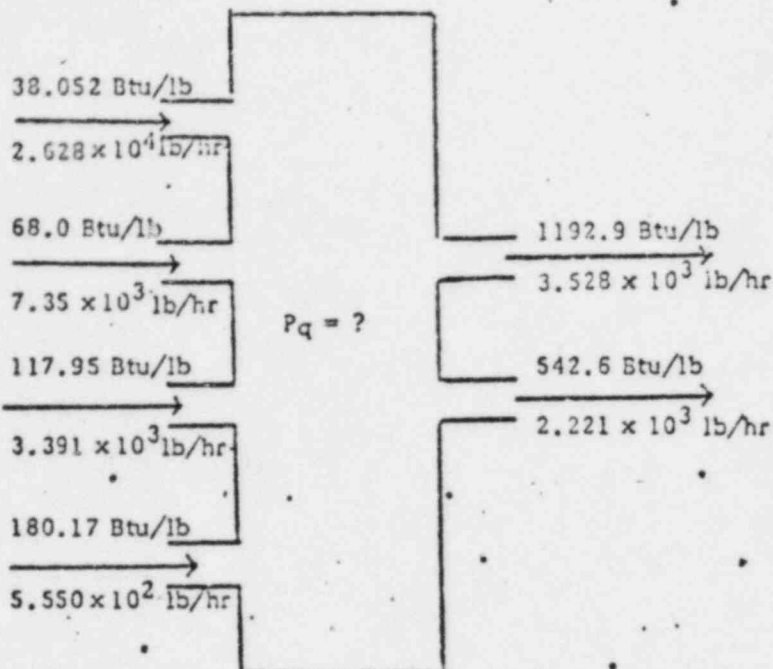 38.052 Btu/lb
2.628 × 10⁴ lb/hr
68.0 Btu/lb
7.35 × 10³ lb/hr
117.95 Btu/lb
3.391 × 10³ lb/hr
180.17 Btu/lb
5.550 × 10² lb/hr
Pq = ?
1192.9 Btu/lb
3.528 × 10³ lb/hr
542.6 Btu/lb
2.221 × 10³ lb/hr